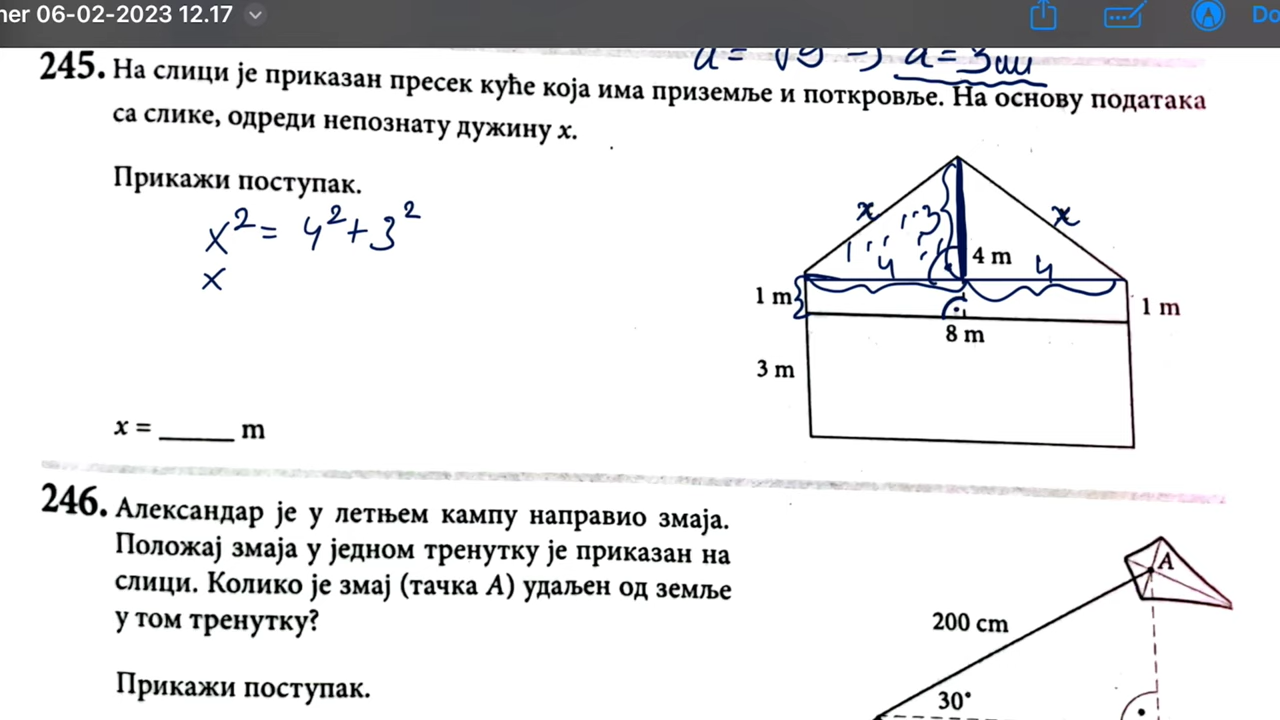 ner 06-02-2023 12.17
Do
a = √9 → a = 3cm
245. На слици је приказан пресек куће која има приземље и поткровље. На основу података
са слике, одреди непознату дужину x.
Прикажи поступак.
x² = 4² + 3²
x
x
x
3
4
4
4 m
1 m
1 m
8 m
3 m
x = ______ m
246. Александар је у летњем кампу направио змаја.
Положај змаја у једном тренутку је приказан на
слици. Колико је змај (тачка A) удаљен од земље
у том тренутку?
Прикажи поступак.
A
200 cm
30°